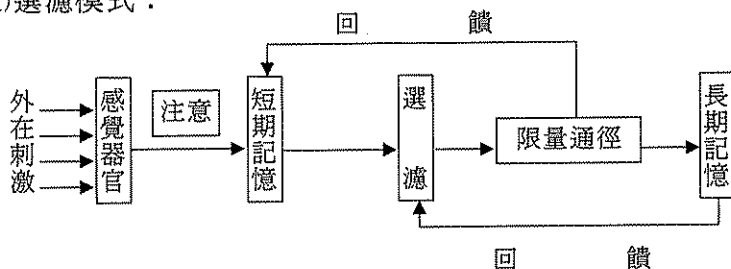 選濾模式：
回饋
外在刺激
感覺器官
注意
短期記憶
選濾
限量通徑
長期記憶
回饋